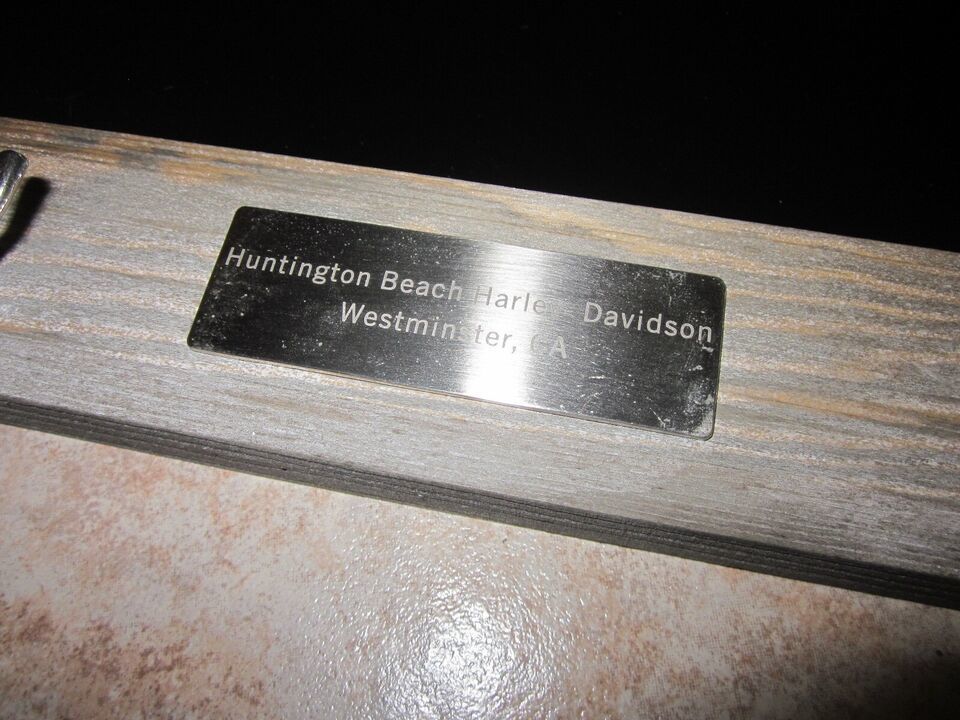 Huntington Beach Harley Davidson
Westminster, CA